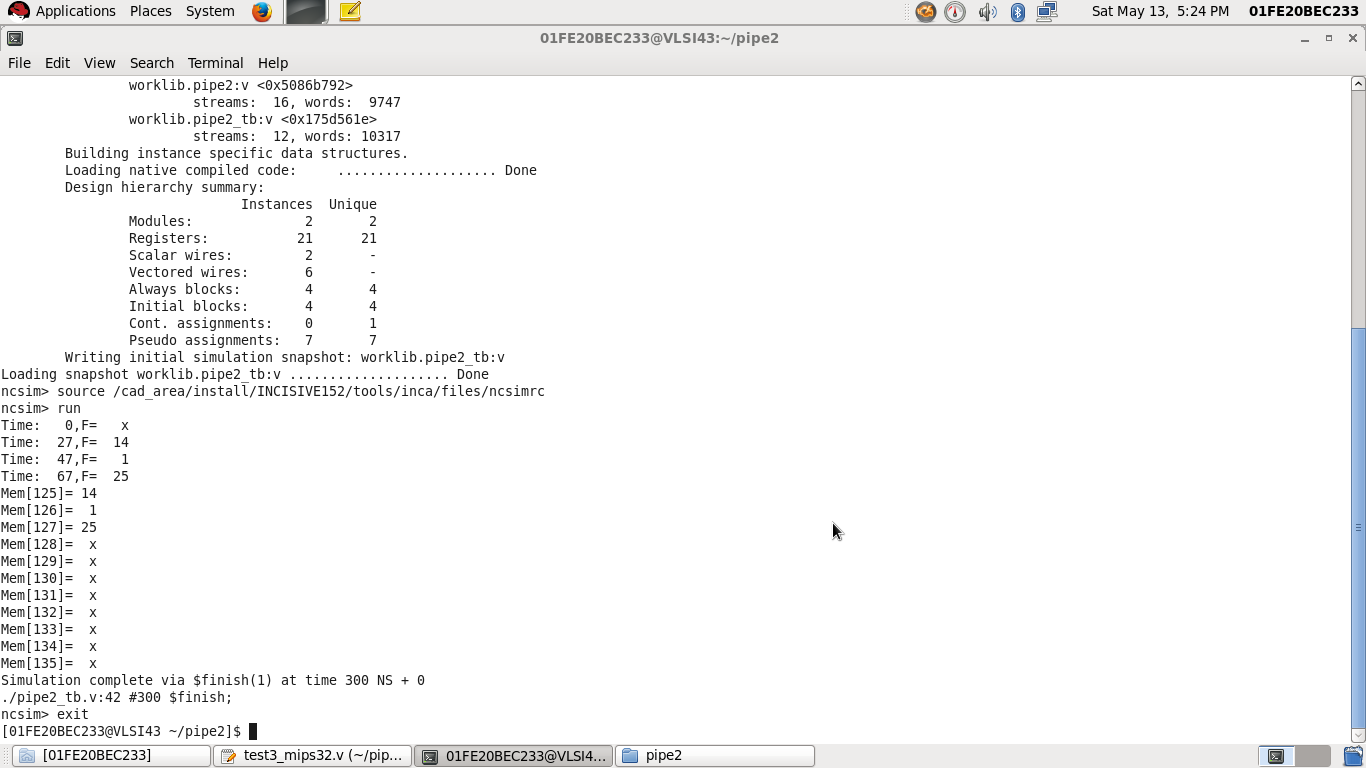 Applications Places System Sat May 13, 5:24 PM 01FE20BEC233
01FE20BEC233@VLSI43:~/pipe2
File Edit View Search Terminal Help
worklib.pipe2:v <0x5086b792>
streams: 16, words: 9747
worklib.pipe2_tb:v <0x175d561e>
streams: 12, words: 10317
Building instance specific data structures.
Loading native compiled code: .................... Done
Design hierarchy summary:
Instances Unique
Modules: 2 2
Registers: 21 21
Scalar wires: 2 -
Vectored wires: 6 -
Always blocks: 4 4
Initial blocks: 4 4
Cont. assignments: 0 1
Pseudo assignments: 7 7
Writing initial simulation snapshot: worklib.pipe2_tb:v
Loading snapshot worklib.pipe2_tb:v .................... Done
ncsim> source /cad_area/install/INCISIVE152/tools/inca/files/ncsimrc
ncsim> run
Time: 0,F= x
Time: 27,F= 14
Time: 47,F= 1
Time: 67,F= 25
Mem[125]= 14
Mem[126]= 1
Mem[127]= 25
Mem[128]= x
Mem[129]= x
Mem[130]= x
Mem[131]= x
Mem[132]= x
Mem[133]= x
Mem[134]= x
Mem[135]= x
Simulation complete via $finish(1) at time 300 NS + 0
./pipe2_tb.v:42 #300 $finish;
ncsim> exit
[01FE20BEC233@VLSI43 ~/pipe2]$
[01FE20BEC233] test3_mips32.v (~/pip... 01FE20BEC233@VLSI4... pipe2